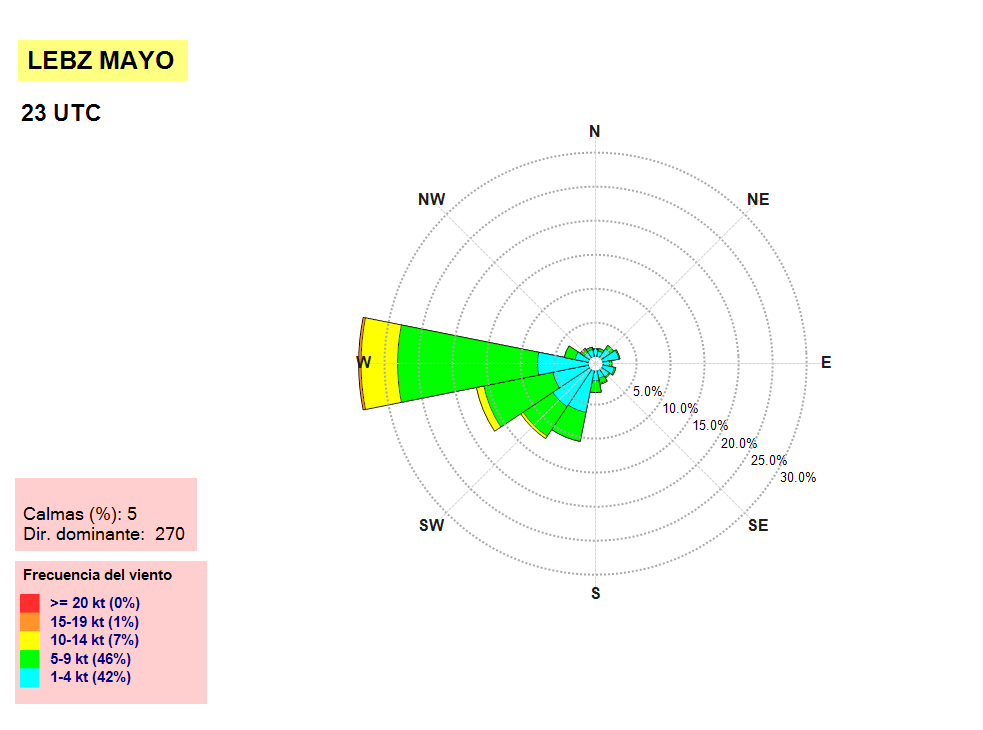 LEBZ MAYO
23 UTC
N
NW
NE
W
E
5.0%
10.0%
15.0%
20.0%
25.0%
30.0%
SW
SE
S
Calmas (%): 5
Dir. dominante: 270
Frecuencia del viento
>= 20 kt (0%)
15-19 kt (1%)
10-14 kt (7%)
5-9 kt (46%)
1-4 kt (42%)